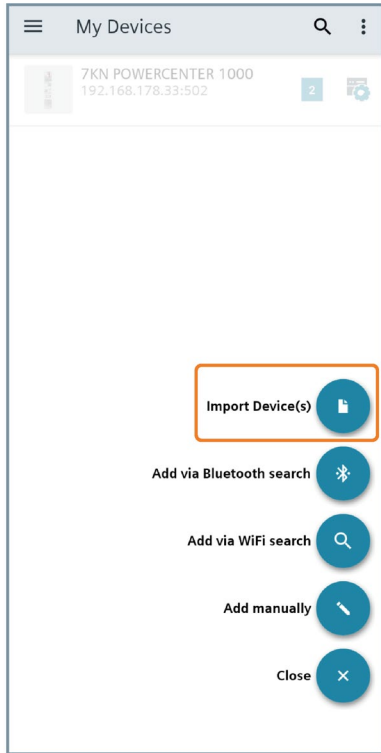 My Devices
7KN POWERCENTER 1000
192.168.178.33:502
2
Import Device(s)
Add via Bluetooth search
Add via WiFi search
Add manually
Close